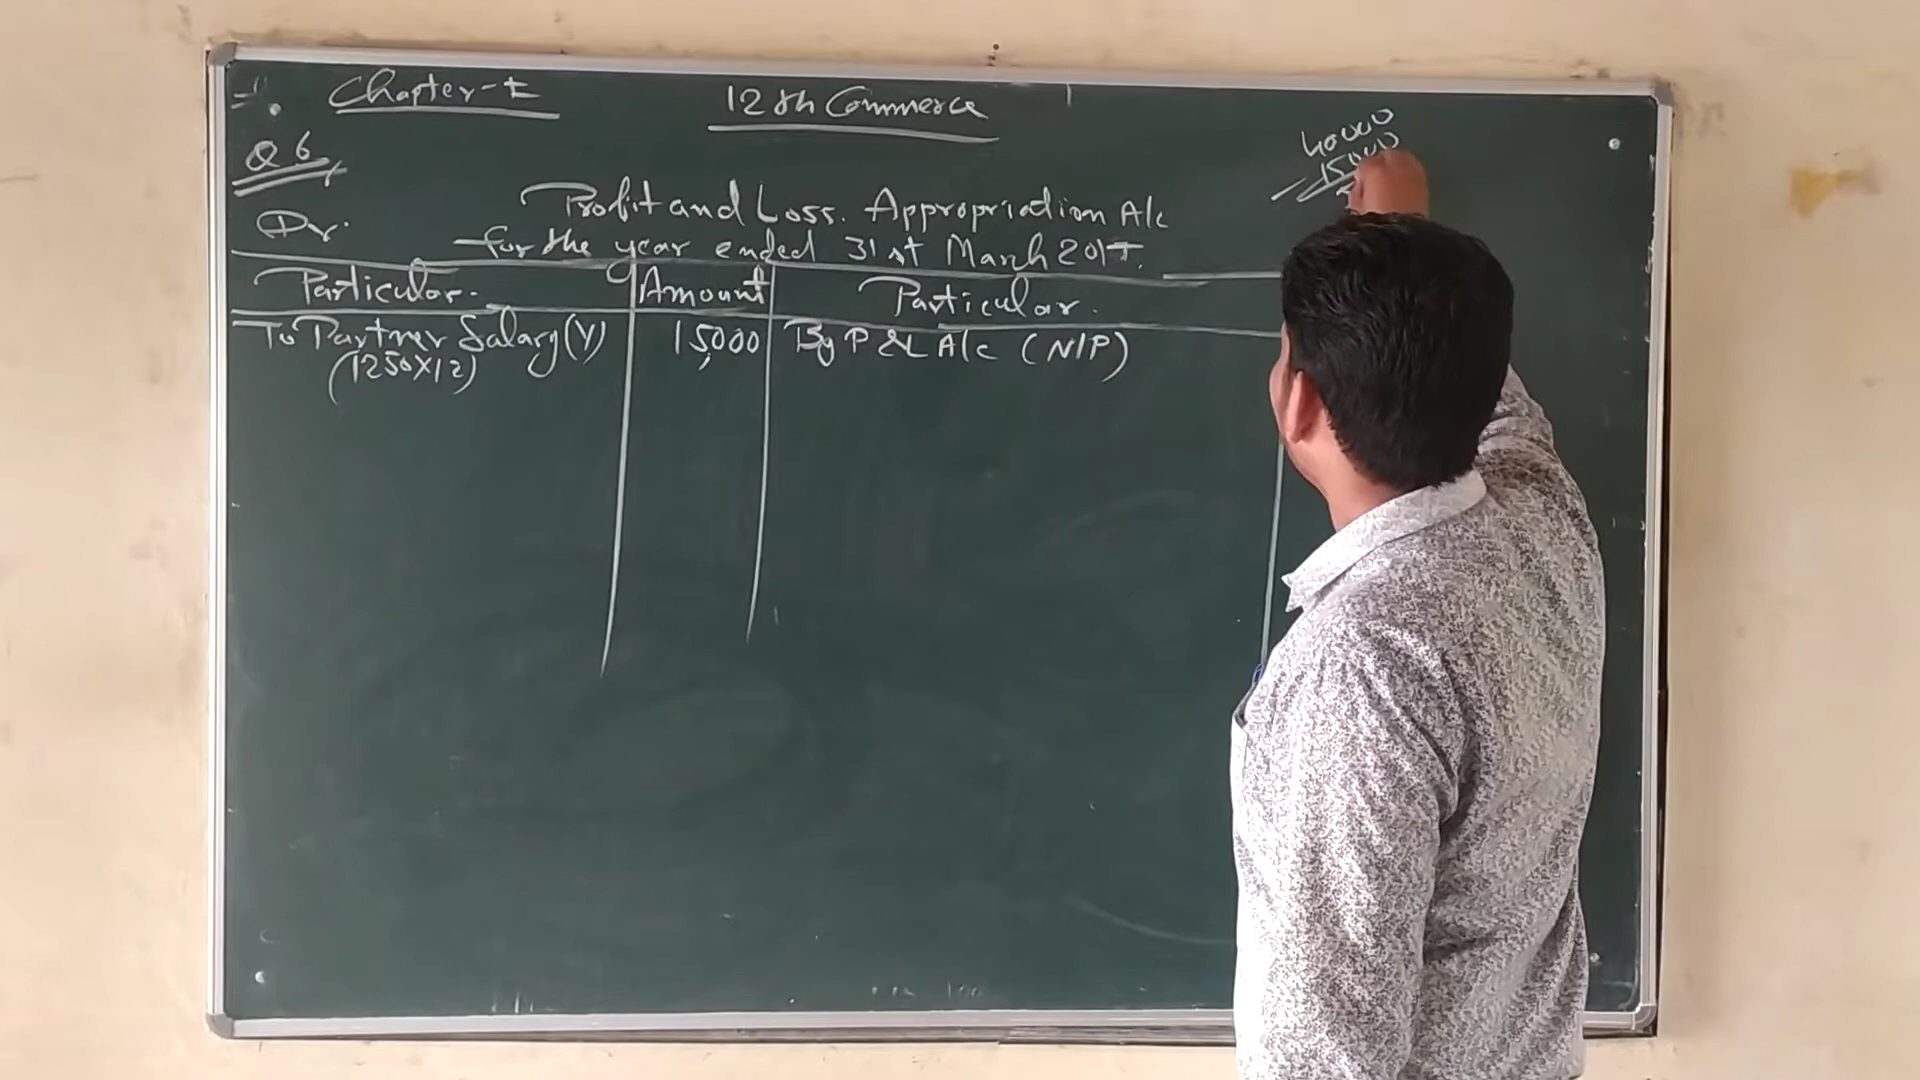 Chapter-
12th Commerce
Q 6
40000
15000
Profit and Loss. Appropriation A/c
Dr.
for the year ended 31st March 201
Particular.
Amount
Particular.
To Partner Salary (Y)
15,000
By P & L A/c (N/P)
(1250X12)